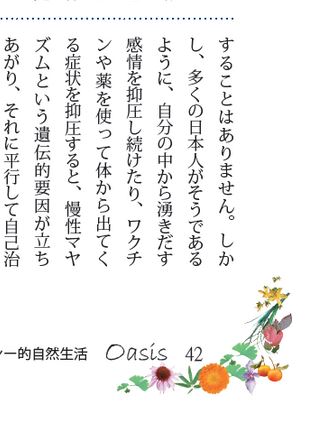 することはありません。しか
し、多くの日本人がそうである
ように、自分の中から湧きだす
感情を抑圧し続けたり、ワクチ
ンや薬を使って体から出てく
る症状を抑圧すると、慢性マヤ
ズムという遺伝的要因が立ち
あがり、それに平行して自己治
ー的自然生活 Oasis 42